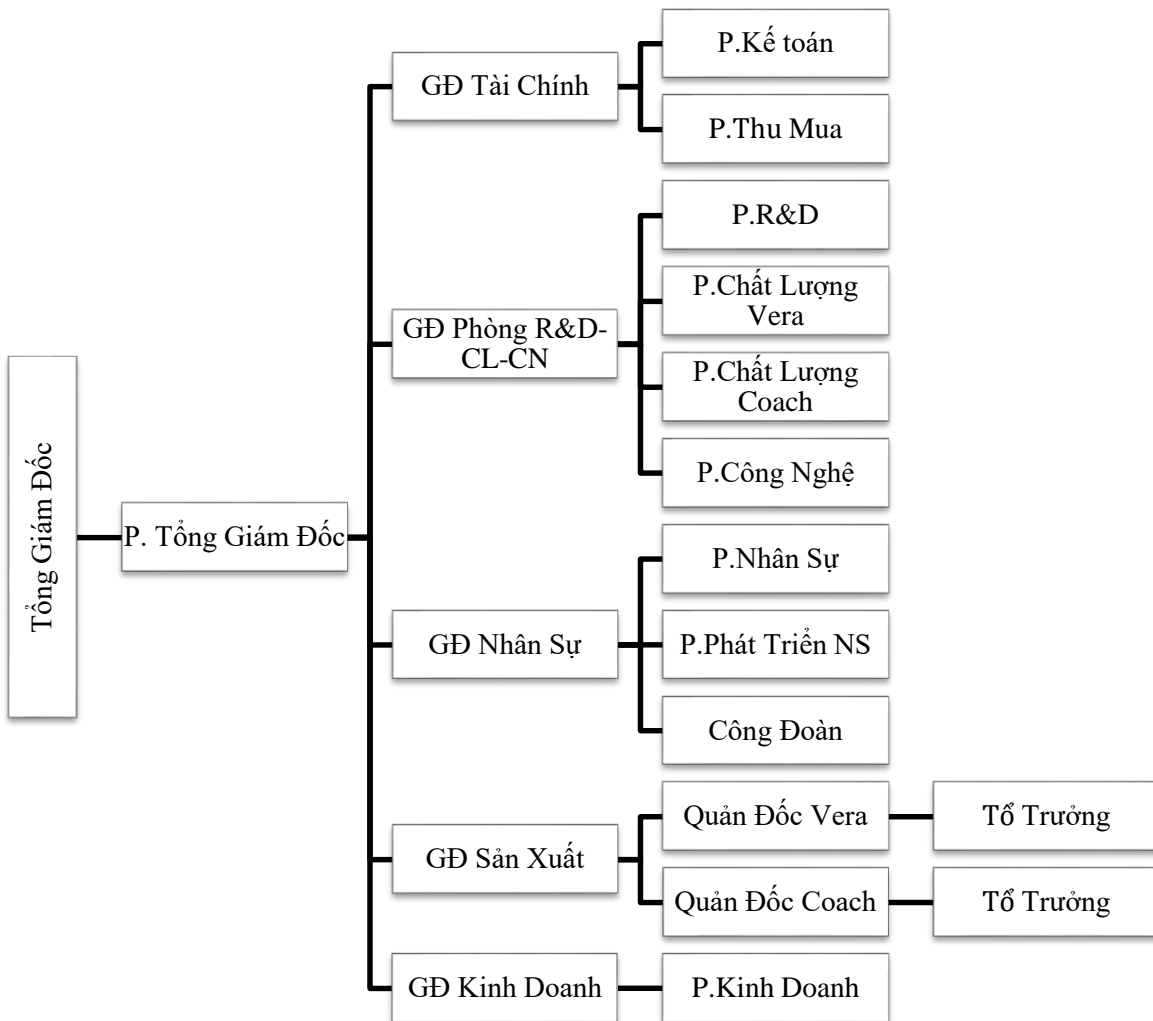 Tổng Giám Đốc
P. Tổng Giám Đốc
GĐ Tài Chính
P.Kế toán
P.Thu Mua
GĐ Phòng R&D-
CL-CN
P.R&D
P.Chất Lượng
Vera
P.Chất Lượng
Coach
P.Công Nghệ
GĐ Nhân Sự
P.Nhân Sự
P.Phát Triển NS
Công Đoàn
GĐ Sản Xuất
Quản Đốc Vera
Tổ Trưởng
Quản Đốc Coach
Tổ Trưởng
GĐ Kinh Doanh
P.Kinh Doanh